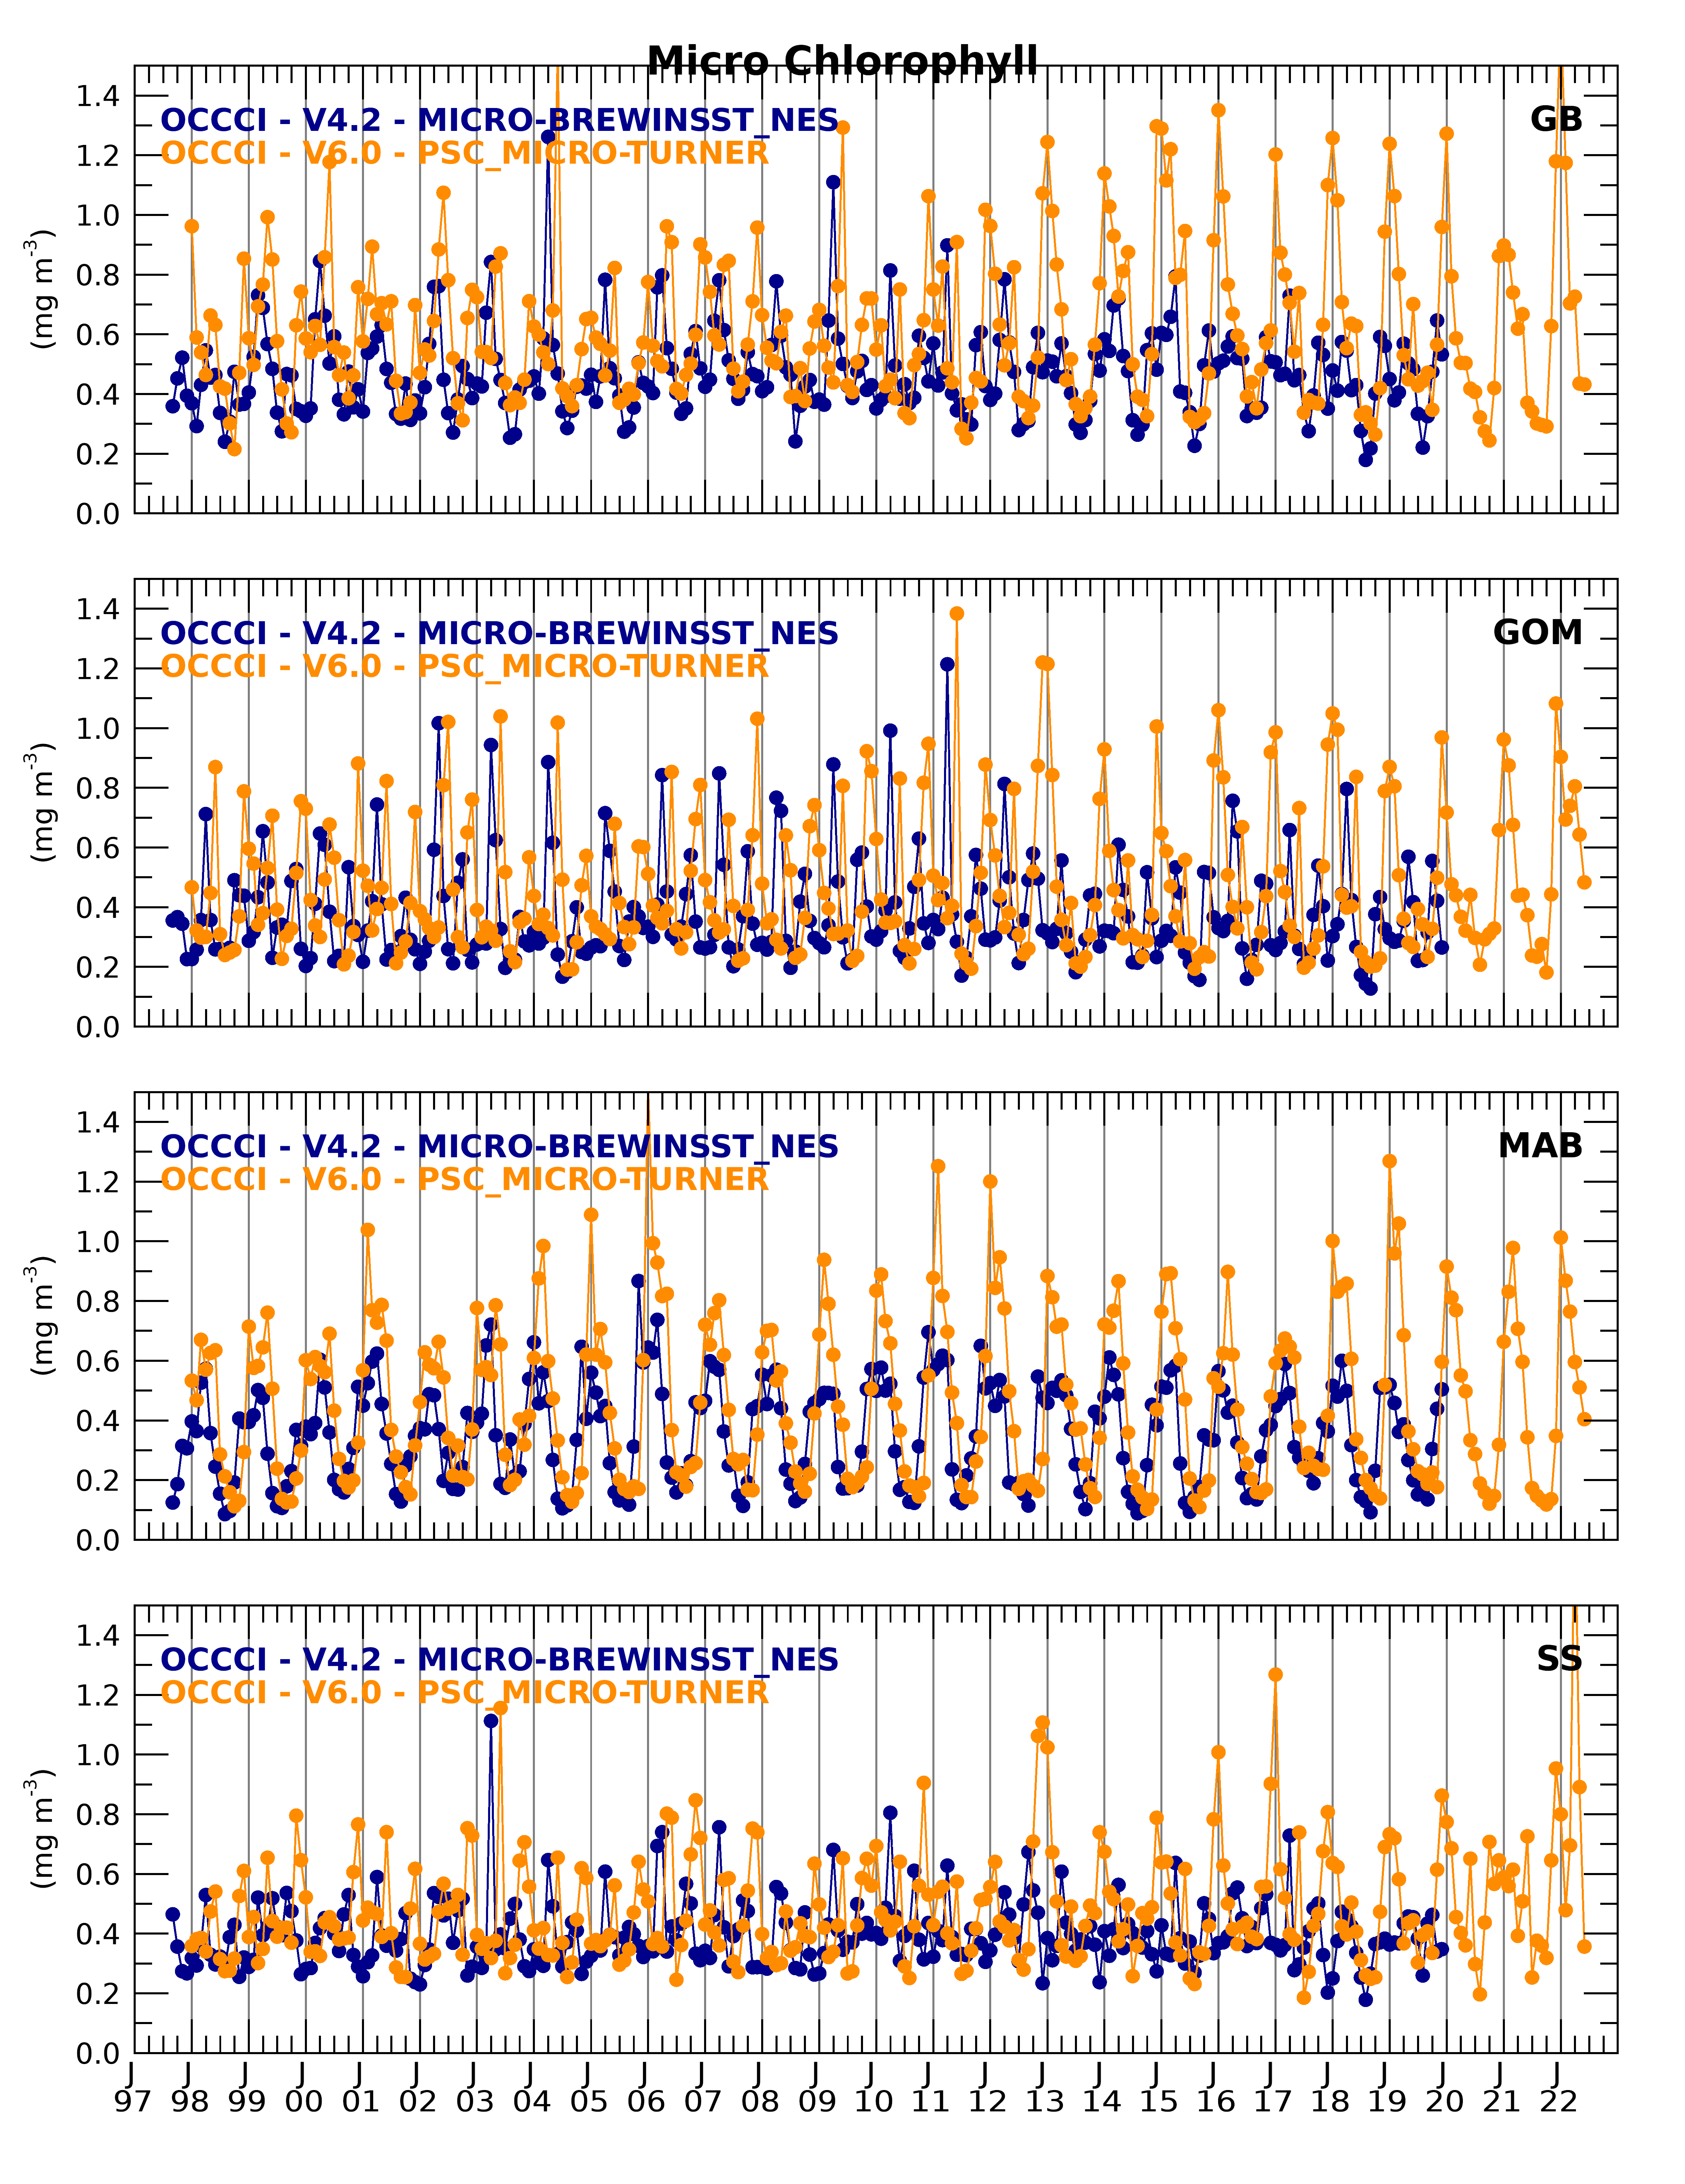 Micro Chlorophyll
OCCCI - V4.2 - MICRO-BREWINSST_NES
OCCCI - V6.0 - PSC_MICRO-TURNER
GB
1.4
1.2
1.0
0.8
0.6
0.4
0.2
0.0
(mg m-3)
OCCCI - V4.2 - MICRO-BREWINSST_NES
OCCCI - V6.0 - PSC_MICRO-TURNER
GOM
1.4
1.2
1.0
0.8
0.6
0.4
0.2
0.0
(mg m-3)
OCCCI - V4.2 - MICRO-BREWINSST_NES
OCCCI - V6.0 - PSC_MICRO-TURNER
MAB
1.4
1.2
1.0
0.8
0.6
0.4
0.2
0.0
(mg m-3)
OCCCI - V4.2 - MICRO-BREWINSST_NES
OCCCI - V6.0 - PSC_MICRO-TURNER
SS
1.4
1.2
1.0
0.8
0.6
0.4
0.2
0.0
(mg m-3)
J J J J J J J J J J J J J J J J J J J J J J J J J J
97 98 99 00 01 02 03 04 05 06 07 08 09 10 11 12 13 14 15 16 17 18 19 20 21 22